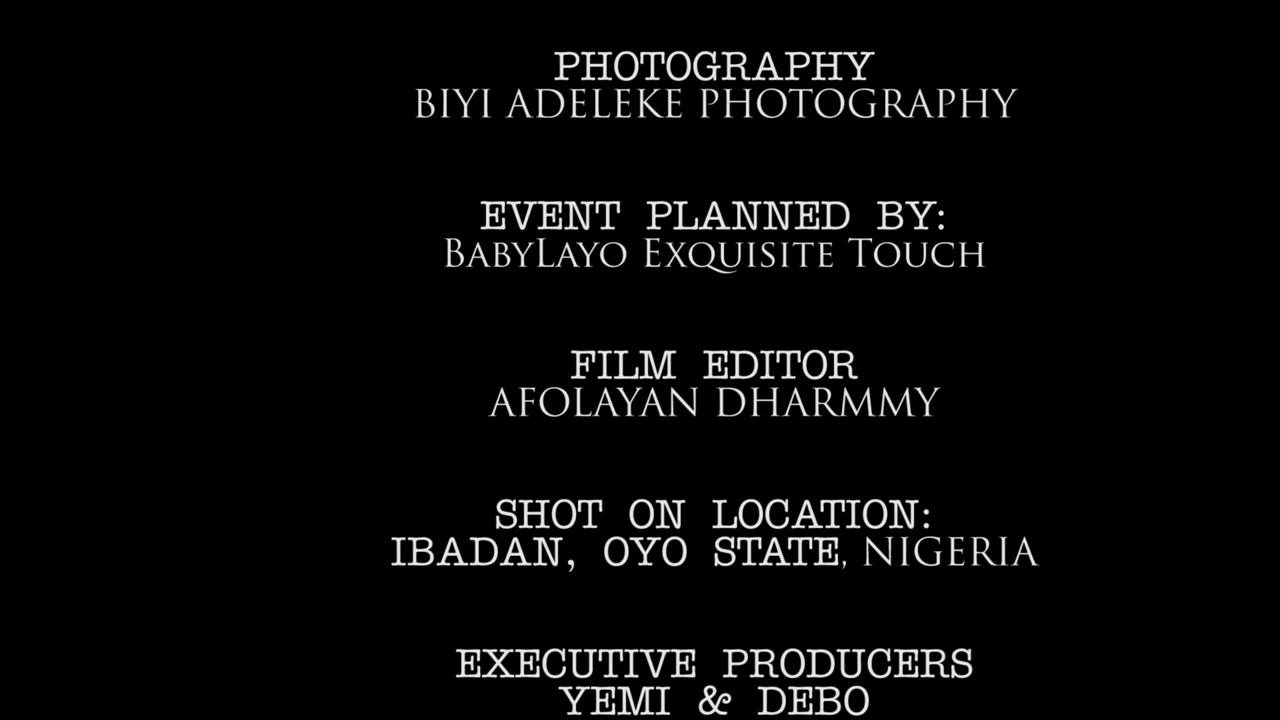 PHOTOGRAPHY
BIYI ADELEKE PHOTOGRAPHY
EVENT PLANNED BY:
BABYLAYO EXQUISITE TOUCH
FILM EDITOR
AFOLAYAN DHARMMY
SHOT ON LOCATION:
IBADAN, OYO STATE, NIGERIA
EXECUTIVE PRODUCERS
YEMI & DEBO